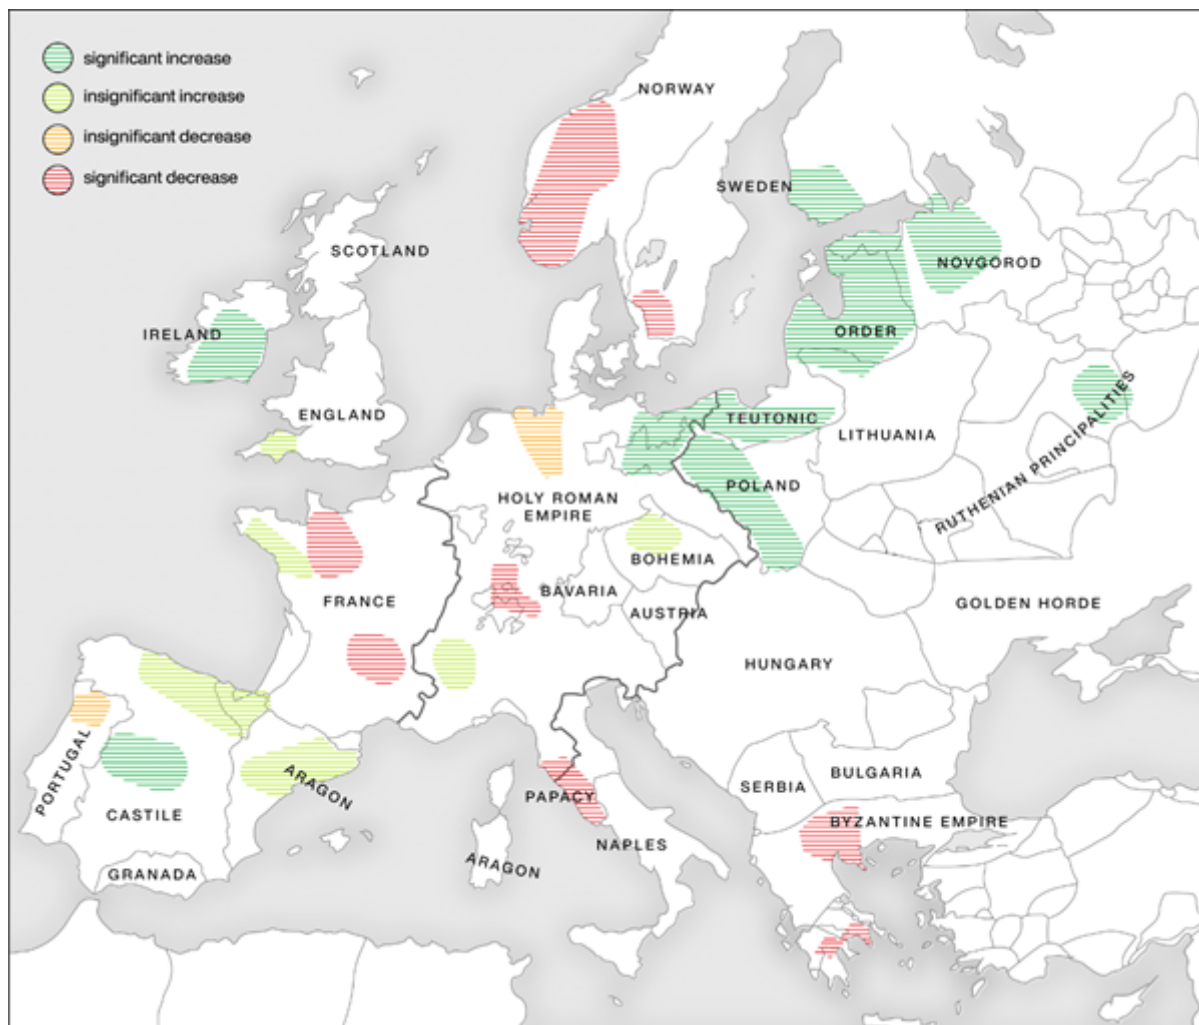 significant increase
insignificant increase
insignificant decrease
significant decrease
NORWAY
SWEDEN
SCOTLAND
NOVGOROD
IRELAND
ORDER
ENGLAND
TEUTONIC
LITHUANIA
RUTHENIAN PRINCIPALITIES
POLAND
HOLY ROMAN
EMPIRE
BOHEMIA
BAVARIA
FRANCE
AUSTRIA
GOLDEN HORDE
HUNGARY
PORTUGAL
ARAGON
CASTILE
PAPACY
SERBIA
BULGARIA
BYZANTINE EMPIRE
NAPLES
ARAGON
GRANADA